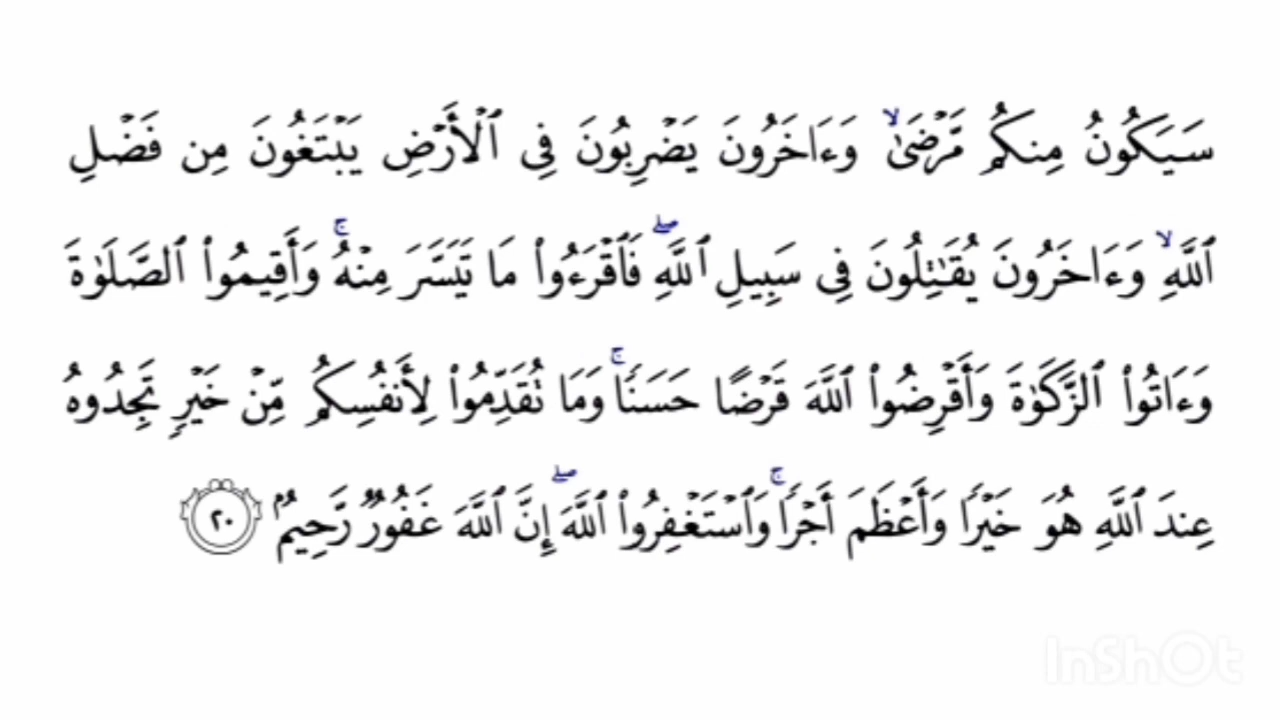 سَيَكُونُ مِنكُم مَّرْضَىٰ ۙ وَءَاخَرُونَ يَضْرِبُونَ فِى ٱلْأَرْضِ يَبْتَغُونَ مِن فَضْلِ
ٱللَّهِ ۙ وَءَاخَرُونَ يُقَـٰتِلُونَ فِى سَبِيلِ ٱللَّهِ ۖ فَٱقْرَءُوا۟ مَا تَيَسَّرَ مِنْهُ ۚ وَأَقِيمُوا۟ ٱلصَّلَوٰةَ
وَءَاتُوا۟ ٱلزَّكَوٰةَ وَأَقْرِضُوا۟ ٱللَّهَ قَرْضًا حَسَنًا ۚ وَمَا تُقَدِّمُوا۟ لِأَنفُسِكُم مِّنْ خَيْرٍ تَجِدُوهُ
عِندَ ٱللَّهِ هُوَ خَيْرًا وَأَعْظَمَ أَجْرًا ۚ وَٱسْتَغْفِرُوا۟ ٱللَّهَ ۖ إِنَّ ٱللَّهَ غَفُورٌ رَّحِيمٌۢ ٢٠
InShOt